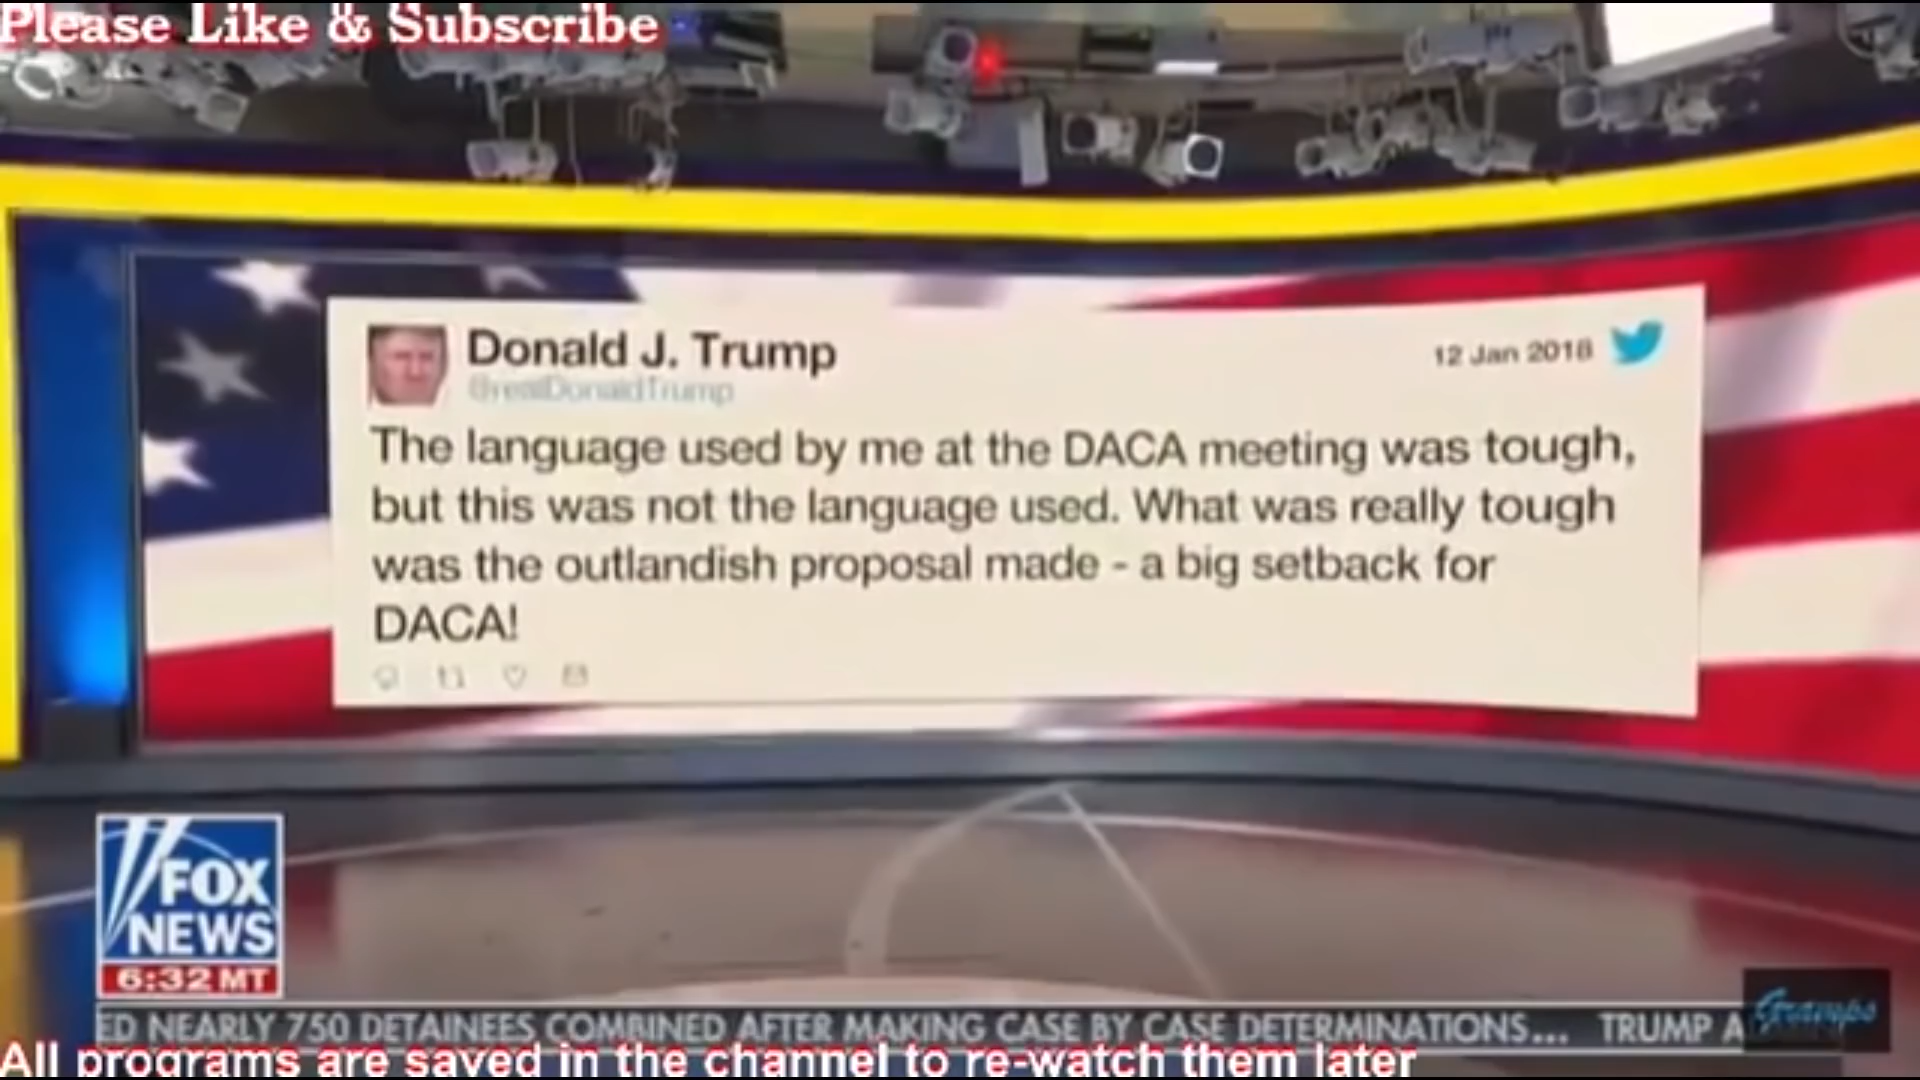 Please Like & Subscribe
Donald J. Trump
@realDonaldTrump
12 Jan 2018
The language used by me at the DACA meeting was tough,
but this was not the language used. What was really tough
was the outlandish proposal made - a big setback for
DACA!
FOX
NEWS
6:32 MT
ED NEARLY 750 DETAINEES COMBINED AFTER MAKING CASE BY CASE DETERMINATIONS... TRUMP A
Gramps
All programs are saved in the channel to re-watch them later